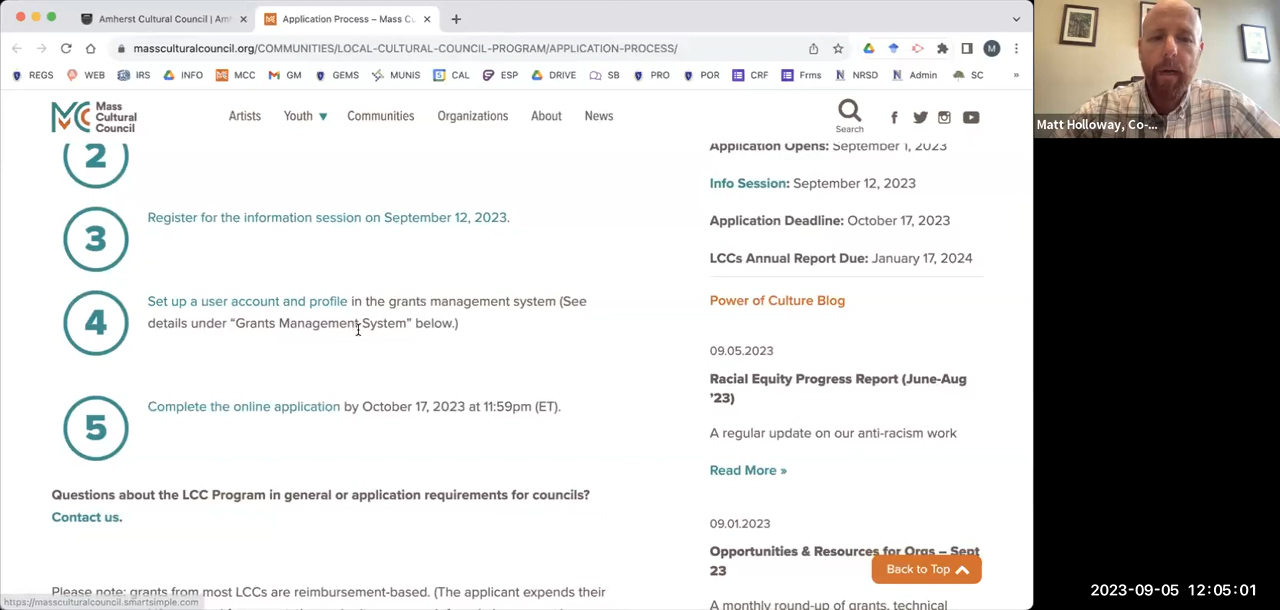 Amherst Cultural Council | Am
Application Process – Mass Cu
massculturalcouncil.org/COMMUNITIES/LOCAL-CULTURAL-COUNCIL-PROGRAM/APPLICATION-PROCESS/
M
REGS WEB IRS INFO MCC GM GEMS MUNIS CAL ESP DRIVE SB PRO POR CRF Frms NRSD Admin SC »
Mass
Cultural
Council
Artists Youth Communities Organizations About News
Search
Matt Holloway, Co-...
2
3
Register for the information session on September 12, 2023.
4
Set up a user account and profile in the grants management system (See
details under “Grants Management System” below.)
5
Complete the online application by October 17, 2023 at 11:59pm (ET).
Questions about the LCC Program in general or application requirements for councils?
Contact us.
Please note: grants from most LCCs are reimbursement-based. (The applicant expends their
https://massculturalcouncil.smartsimple.com
Application Opens: September 1, 2023
Info Session: September 12, 2023
Application Deadline: October 17, 2023
LCCs Annual Report Due: January 17, 2024
Power of Culture Blog
09.05.2023
Racial Equity Progress Report (June-Aug
’23)
A regular update on our anti-racism work
Read More »
09.01.2023
Opportunities & Resources for Orgs – Sept
23
Back to Top
A monthly round-up of grants, technical
2023-09-05 12:05:01